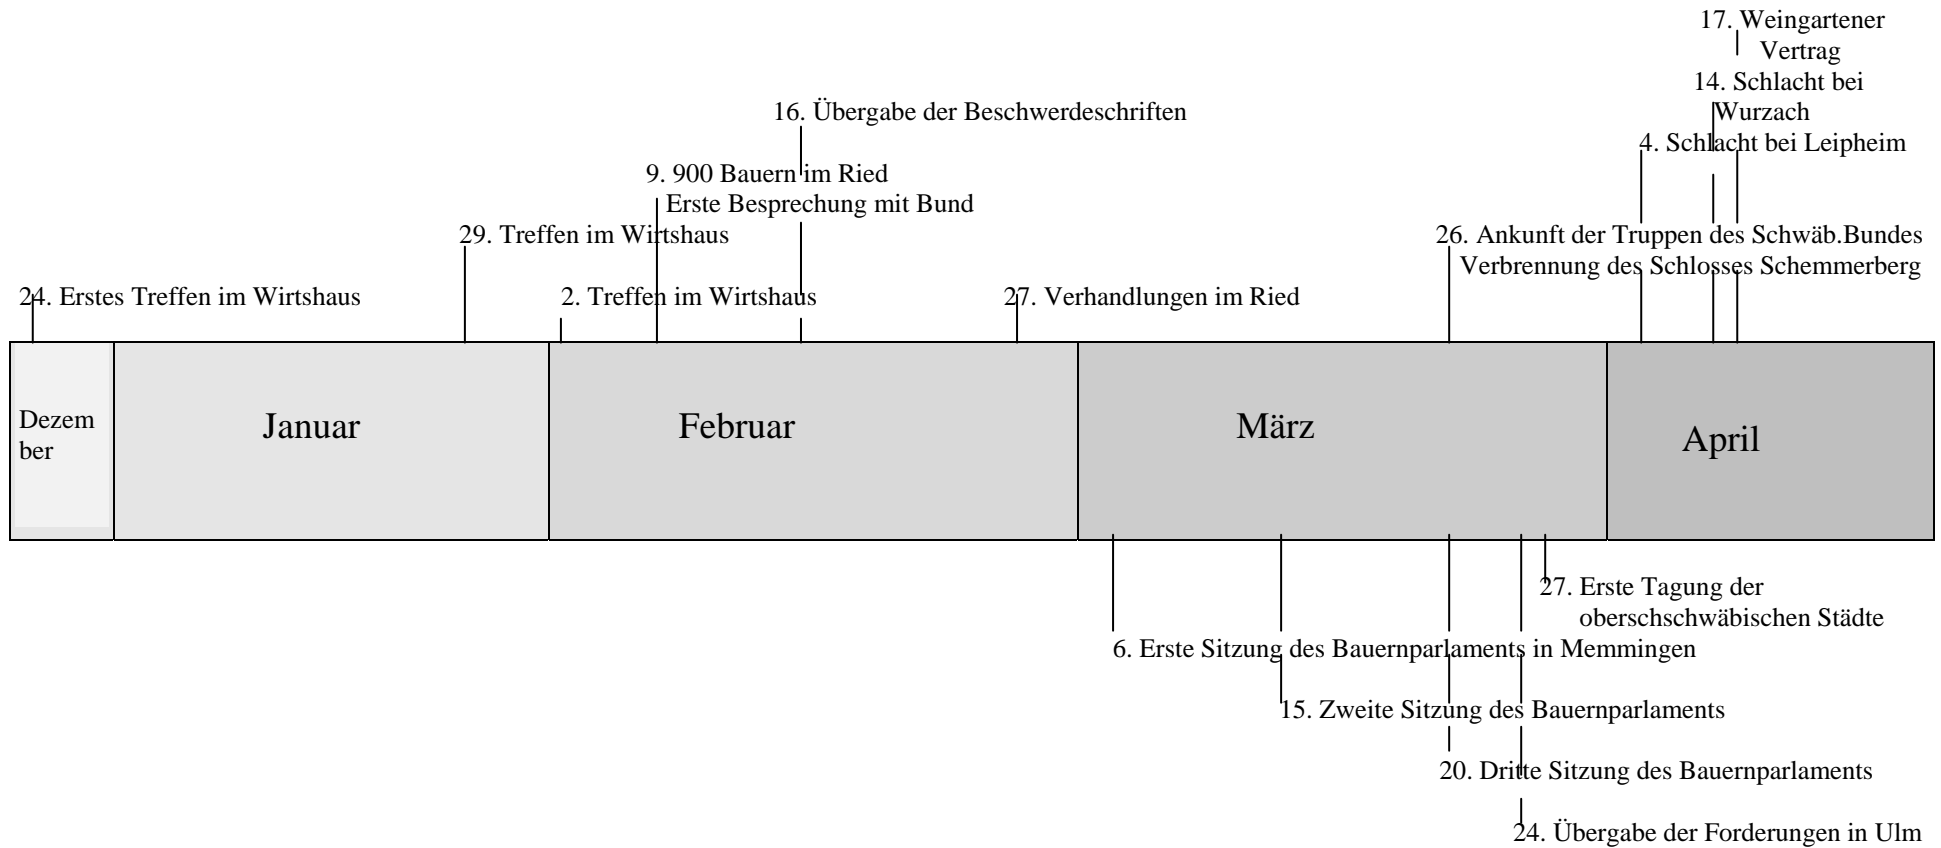 17. Weingartener
Vertrag
14. Schlacht bei
Wurzach
16. Übergabe der Beschwerdeschriften
4. Schlacht bei Leipheim
9. 900 Bauern im Ried
Erste Besprechung mit Bund
29. Treffen im Wirtshaus
26. Ankunft der Truppen des Schwäb.Bundes
Verbrennung des Schlosses Schemmerberg
24. Erstes Treffen im Wirtshaus
2. Treffen im Wirtshaus
27. Verhandlungen im Ried
Dezem
ber
Januar
Februar
März
April
27. Erste Tagung der
oberschschwäbischen Städte
6. Erste Sitzung des Bauernparlaments in Memmingen
15. Zweite Sitzung des Bauernparlaments
20. Dritte Sitzung des Bauernparlaments
24. Übergabe der Forderungen in Ulm